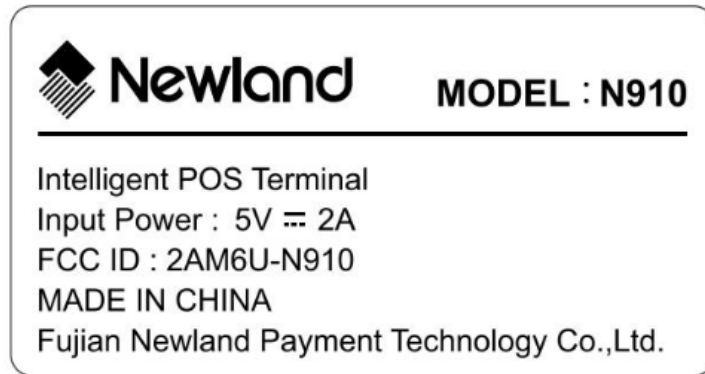 Newland
MODEL : N910
Intelligent POS Terminal
Input Power : 5V ⎓ 2A
FCC ID : 2AM6U-N910
MADE IN CHINA
Fujian Newland Payment Technology Co.,Ltd.